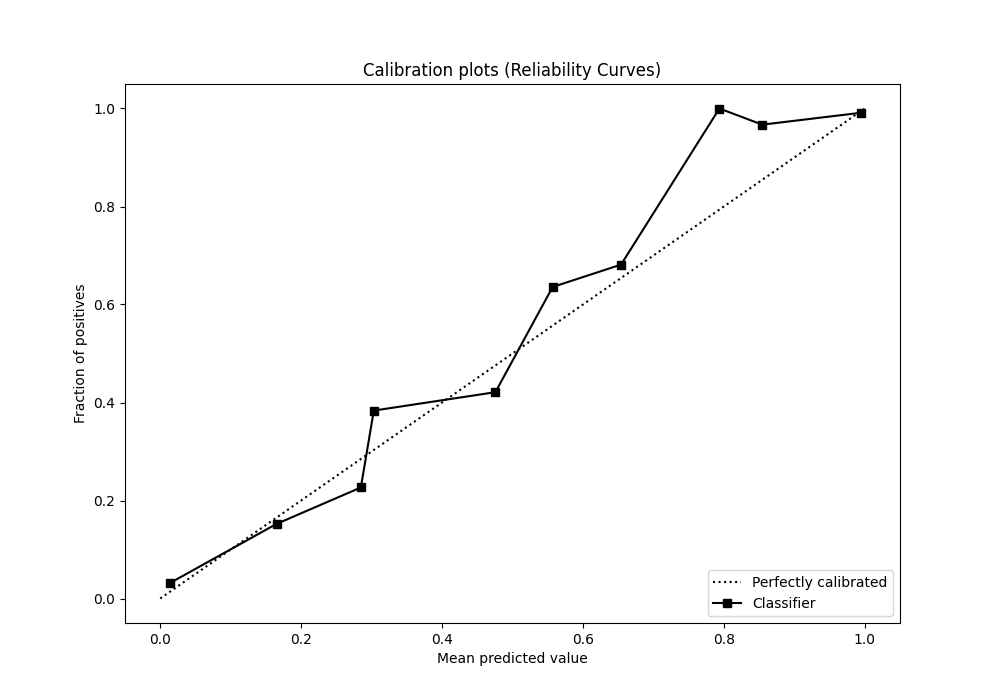 Calibration plots (Reliability Curves)
Fraction of positives
1.0
0.8
0.6
0.4
0.2
0.0
0.0 0.2 0.4 0.6 0.8 1.0
Mean predicted value
Perfectly calibrated
Classifier